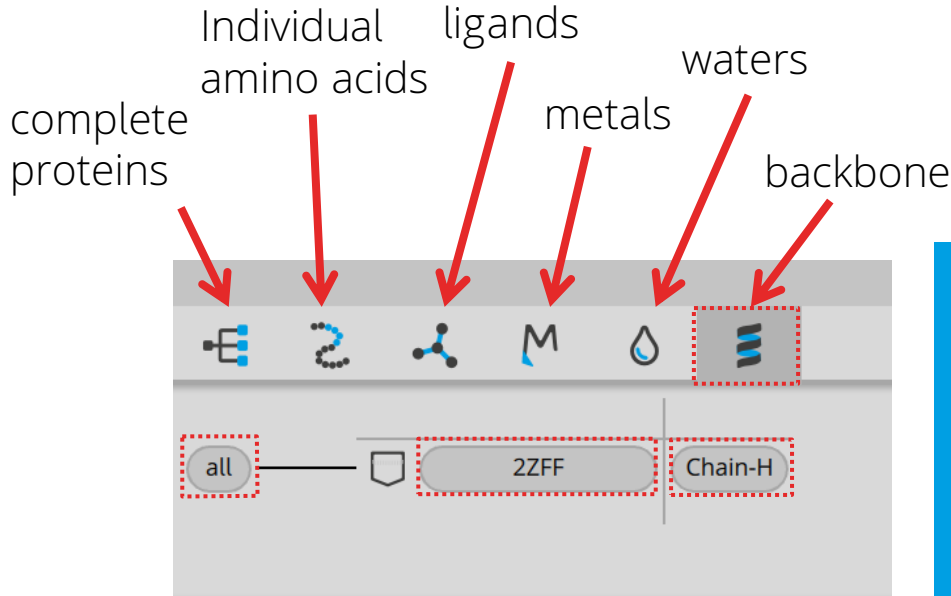 Individual
amino acids
ligands
waters
complete
proteins
metals
backbone
all
2ZFF
Chain-H